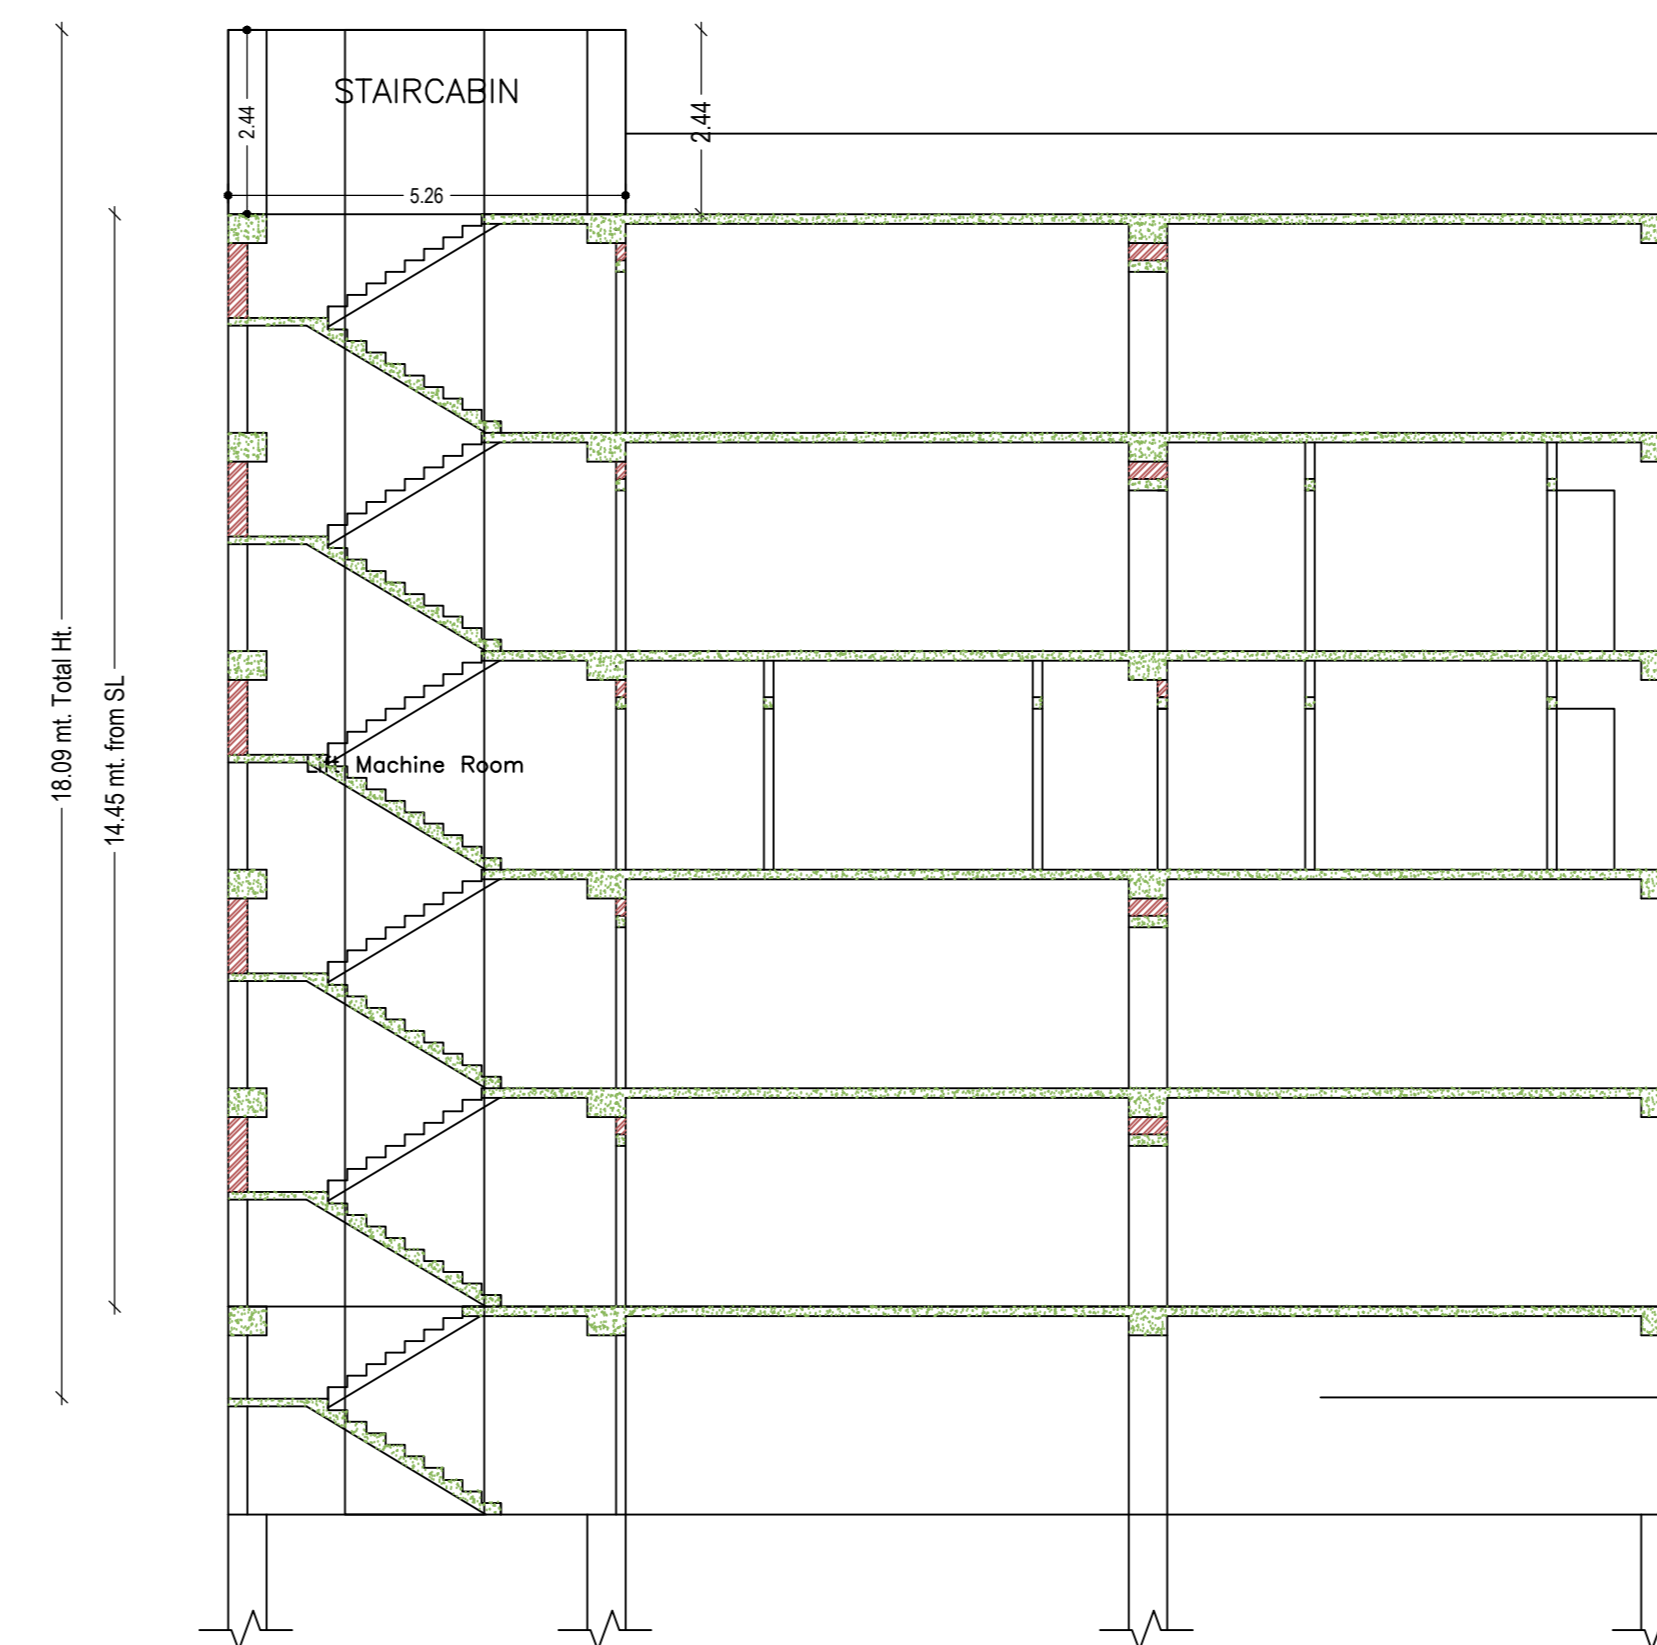 STAIRCABIN
2.44
2.44
5.26
18.09 mt. Total Ht.
14.45 mt. from SL
Lift Machine Room